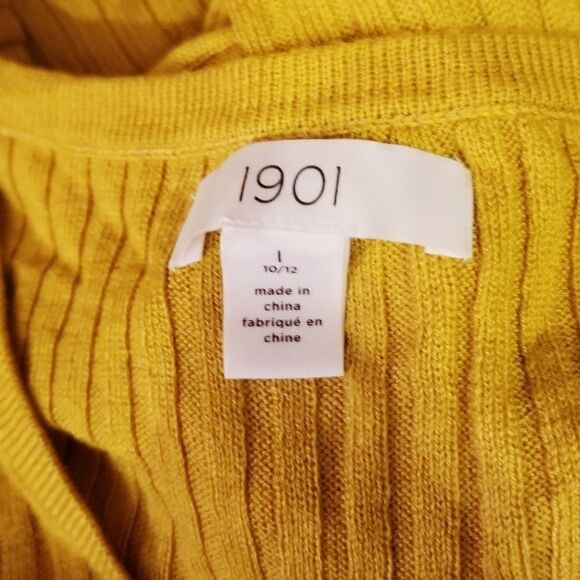 1901
l
10/12
made in
china
fabriqué en
chine